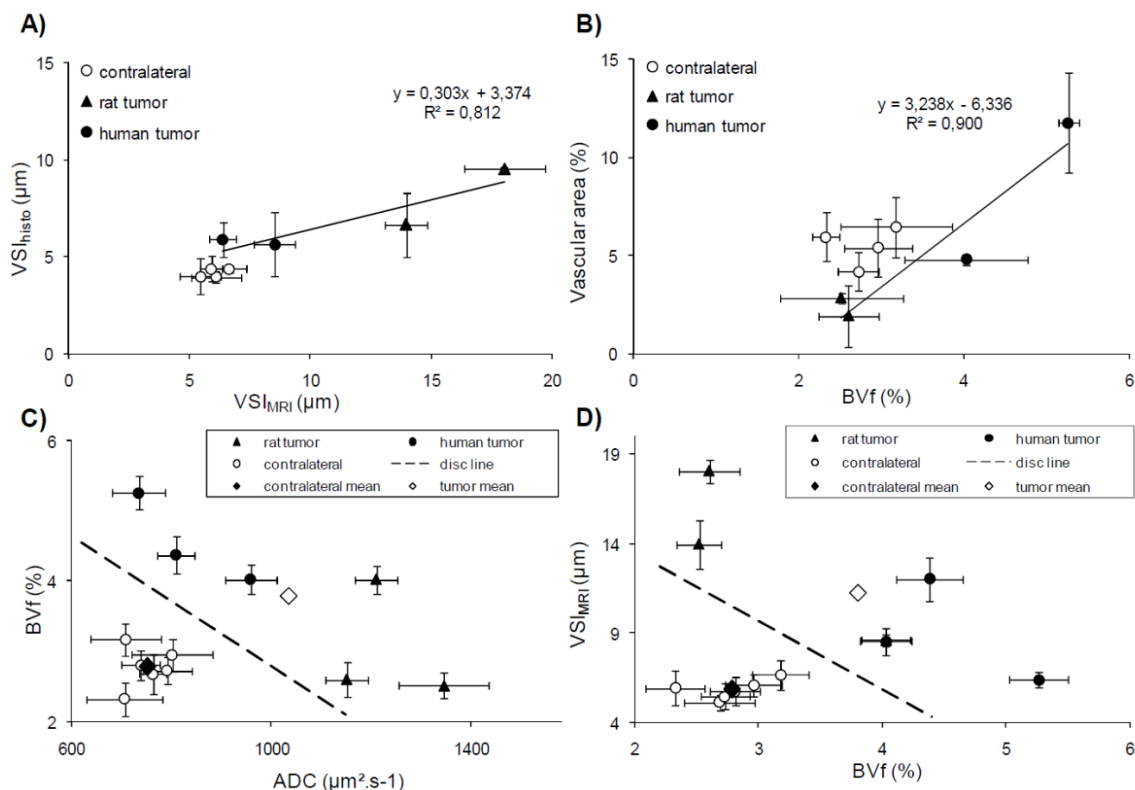 A)
15
10
5
0
0
5
10
15
20
VSIhisto (µm)
VSIMRI (µm)
contralateral
rat tumor
human tumor
y = 0,303x + 3,374
R² = 0,812
B)
15
10
5
0
0
2
4
6
Vascular area (%)
BVf (%)
contralateral
rat tumor
human tumor
y = 3,238x - 6,336
R² = 0,900
C)
6
4
2
600
1000
1400
BVf (%)
ADC (µm².s-1)
rat tumor
human tumor
contralateral
disc line
contralateral mean
tumor mean
D)
19
14
9
4
2
3
4
5
6
VSIMRI (µm)
BVf (%)
rat tumor
human tumor
contralateral
disc line
contralateral mean
tumor mean